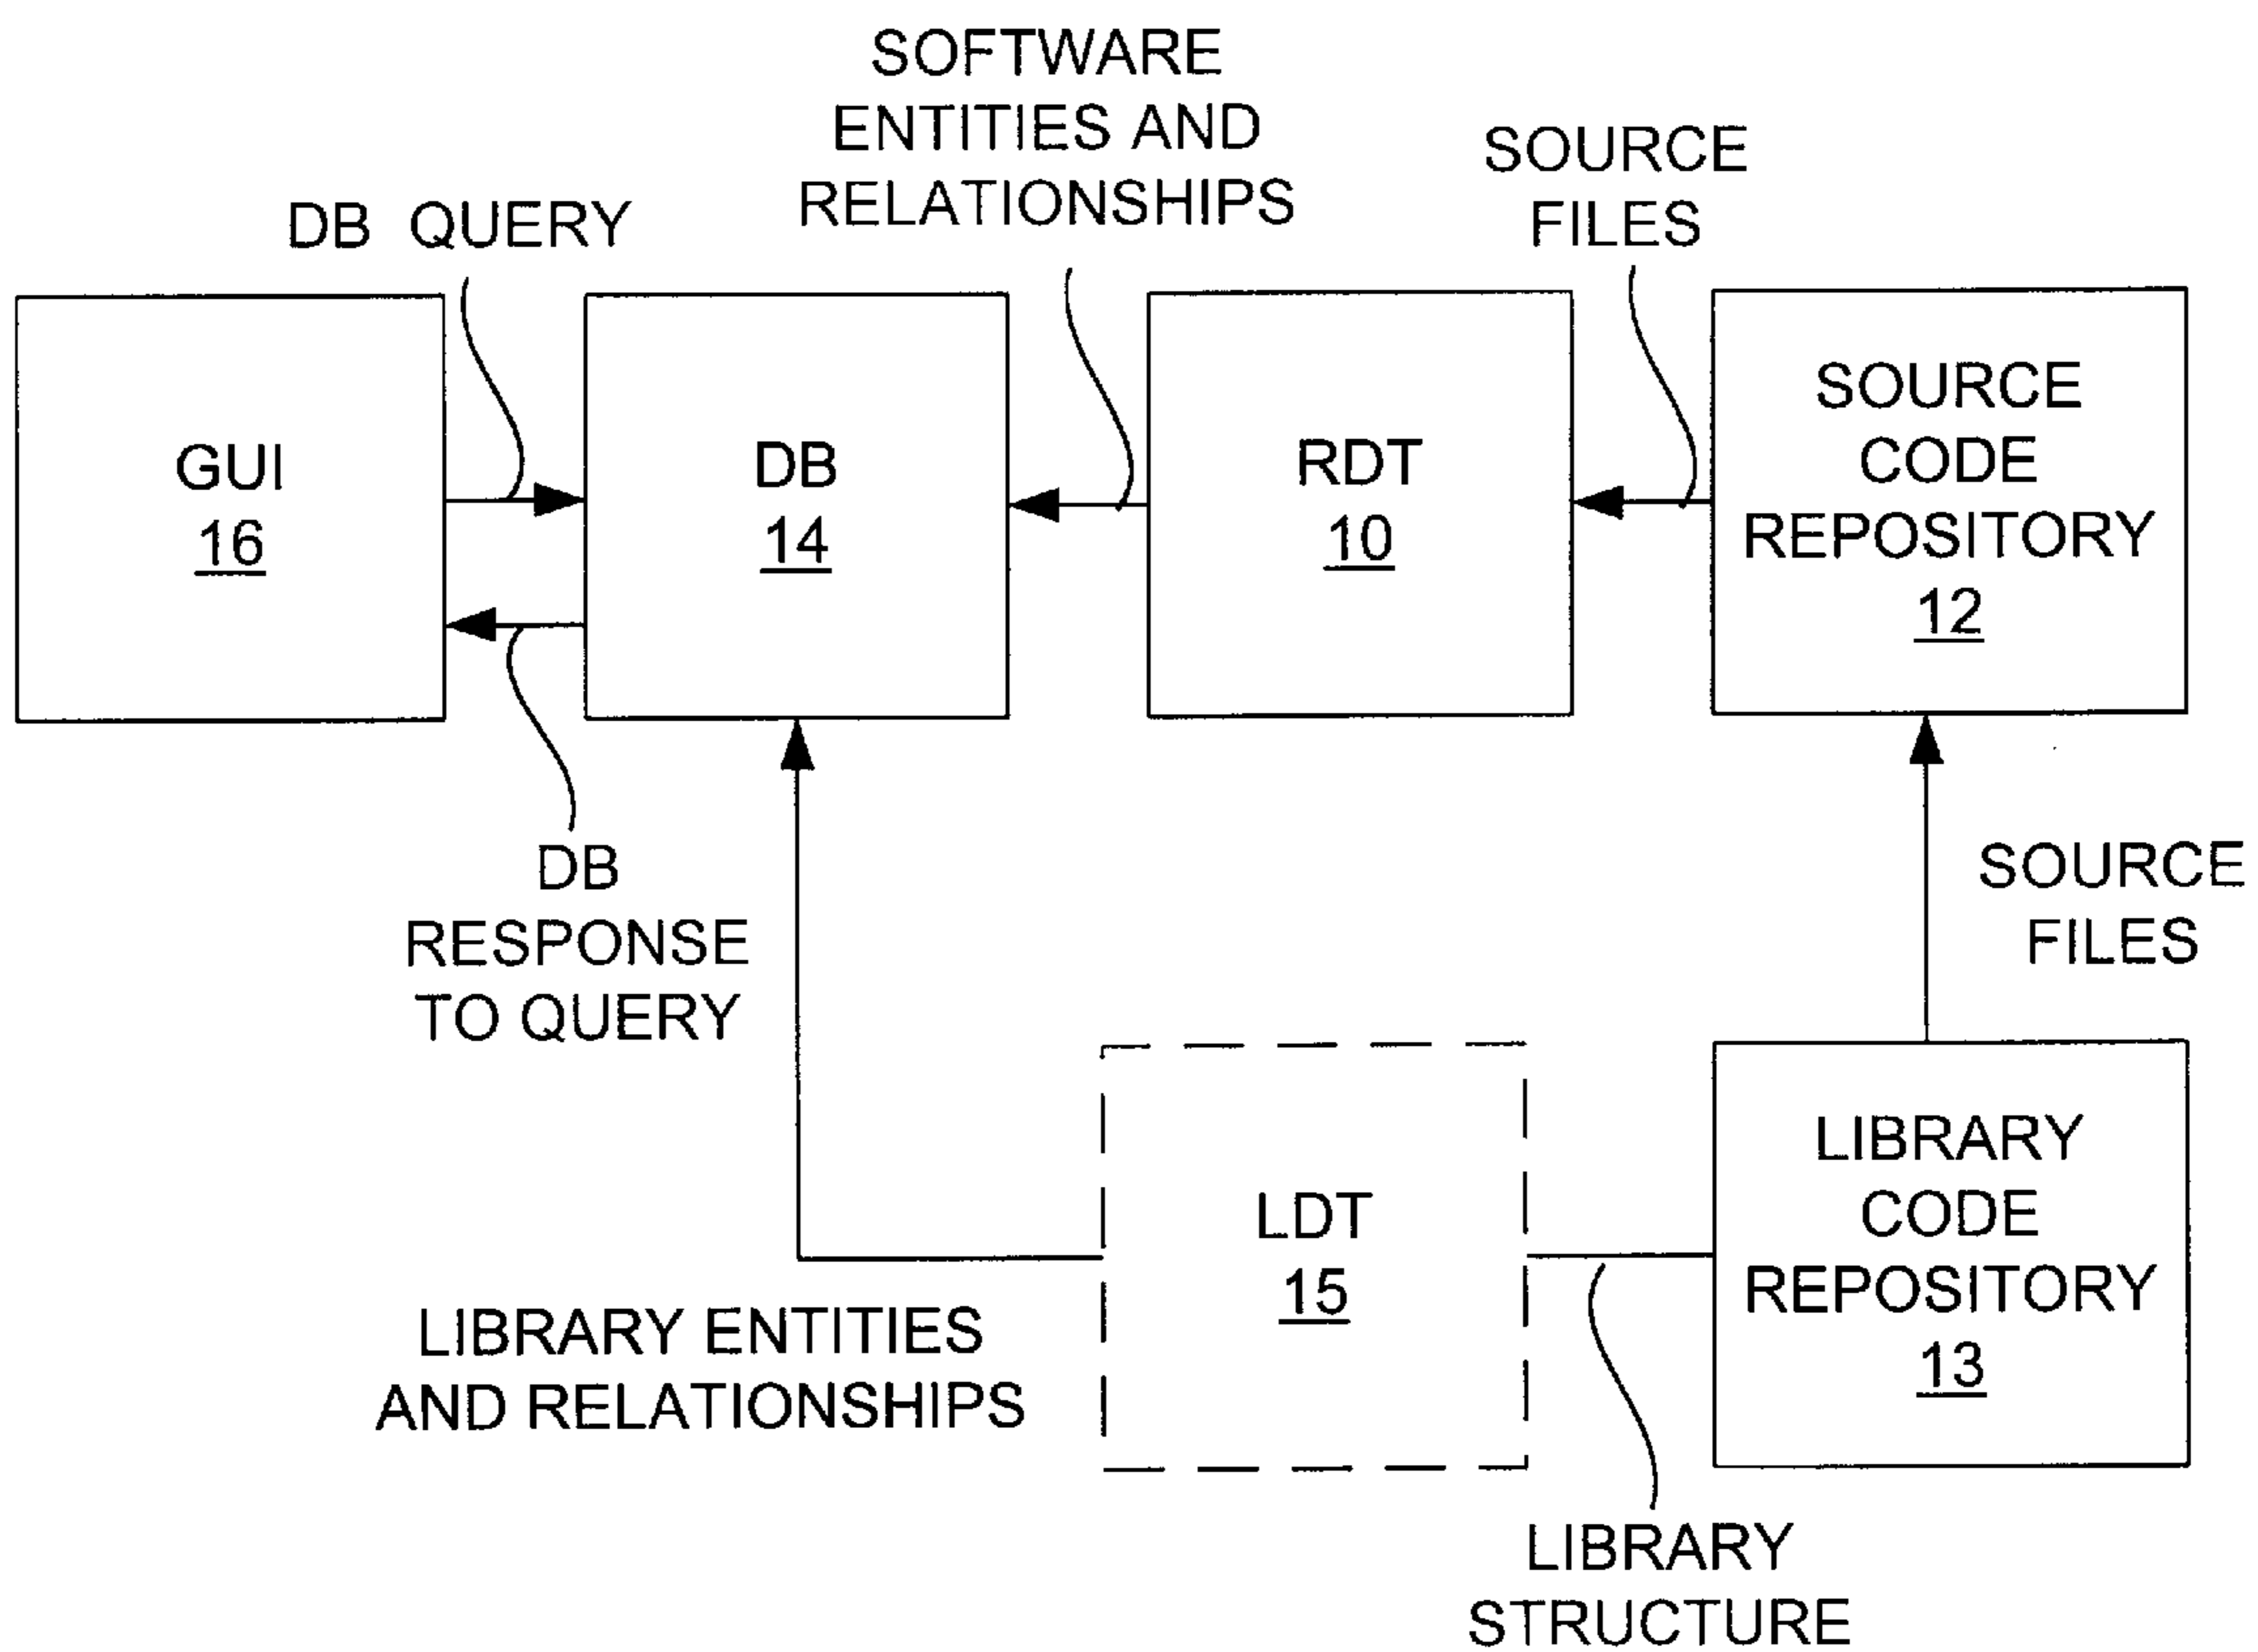 SOFTWARE
ENTITIES AND
RELATIONSHIPS
SOURCE
FILES
DB QUERY
GUI
16
DB
14
RDT
10
SOURCE
CODE
REPOSITORY
12
DB
RESPONSE
TO QUERY
SOURCE
FILES
LIBRARY ENTITIES
AND RELATIONSHIPS
LDT
15
LIBRARY
CODE
REPOSITORY
13
LIBRARY
STRUCTURE